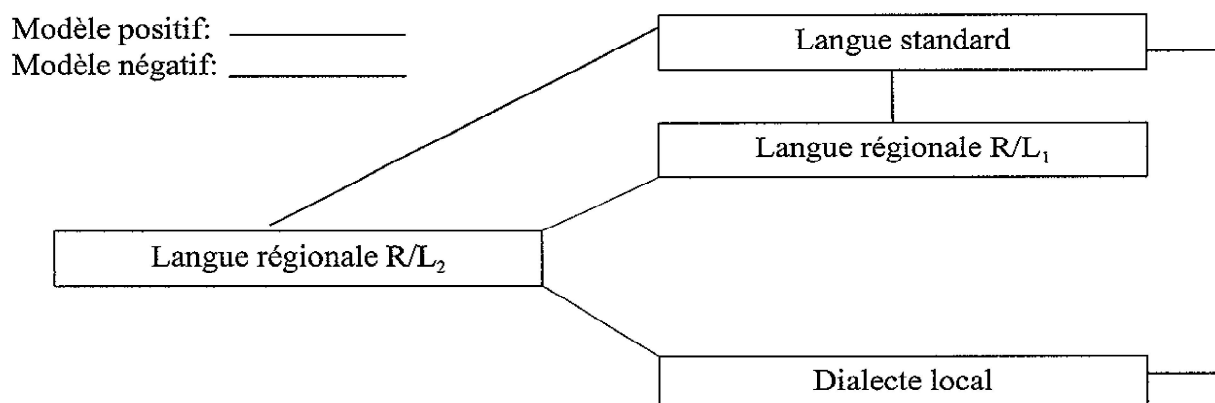 Modèle positif:
Modèle négatif:
Langue standard
Langue régionale R/L₁
Langue régionale R/L₂
Dialecte local